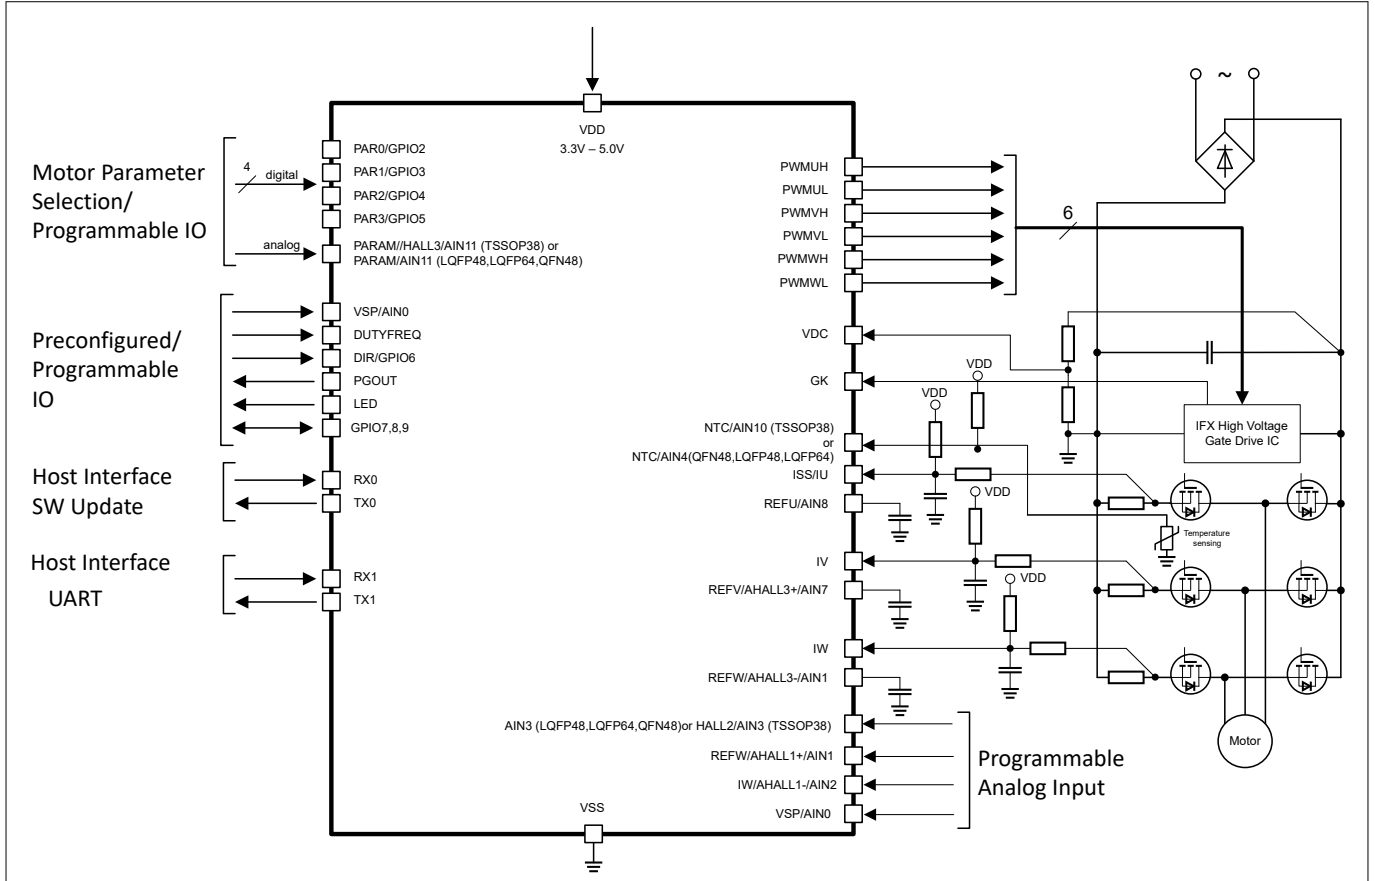 ~
VDD
3.3V – 5.0V
Motor Parameter
Selection/
Programmable IO
4
digital
analog
PAR0/GPIO2
PAR1/GPIO3
PAR2/GPIO4
PAR3/GPIO5
PARAM//HALL3/AIN11 (TSSOP38) or
PARAM/AIN11 (LQFP48,LQFP64,QFN48)
Preconfigured/
Programmable
IO
VSP/AIN0
DUTYFREQ
DIR/GPIO6
PGOUT
LED
GPIO7,8,9
Host Interface
SW Update
RX0
TX0
Host Interface
UART
RX1
TX1
VSS
PWMUH
PWMUL
PWMVH
PWMVL
PWMWH
PWMWL
6
VDC
GK
NTC/AIN10 (TSSOP38)
or
NTC/AIN4(QFN48,LQFP48,LQFP64)
ISS/IU
REFU/AIN8
IV
REFV/AHALL3+/AIN7
IW
REFW/AHALL3-/AIN1
AIN3 (LQFP48,LQFP64,QFN48)or HALL2/AIN3 (TSSOP38)
REFW/AHALL1+/AIN1
IW/AHALL1-/AIN2
VSP/AIN0
VDD
VDD
VDD
VDD
IFX High Voltage
Gate Drive IC
Temperature
sensing
Motor
Programmable
Analog Input